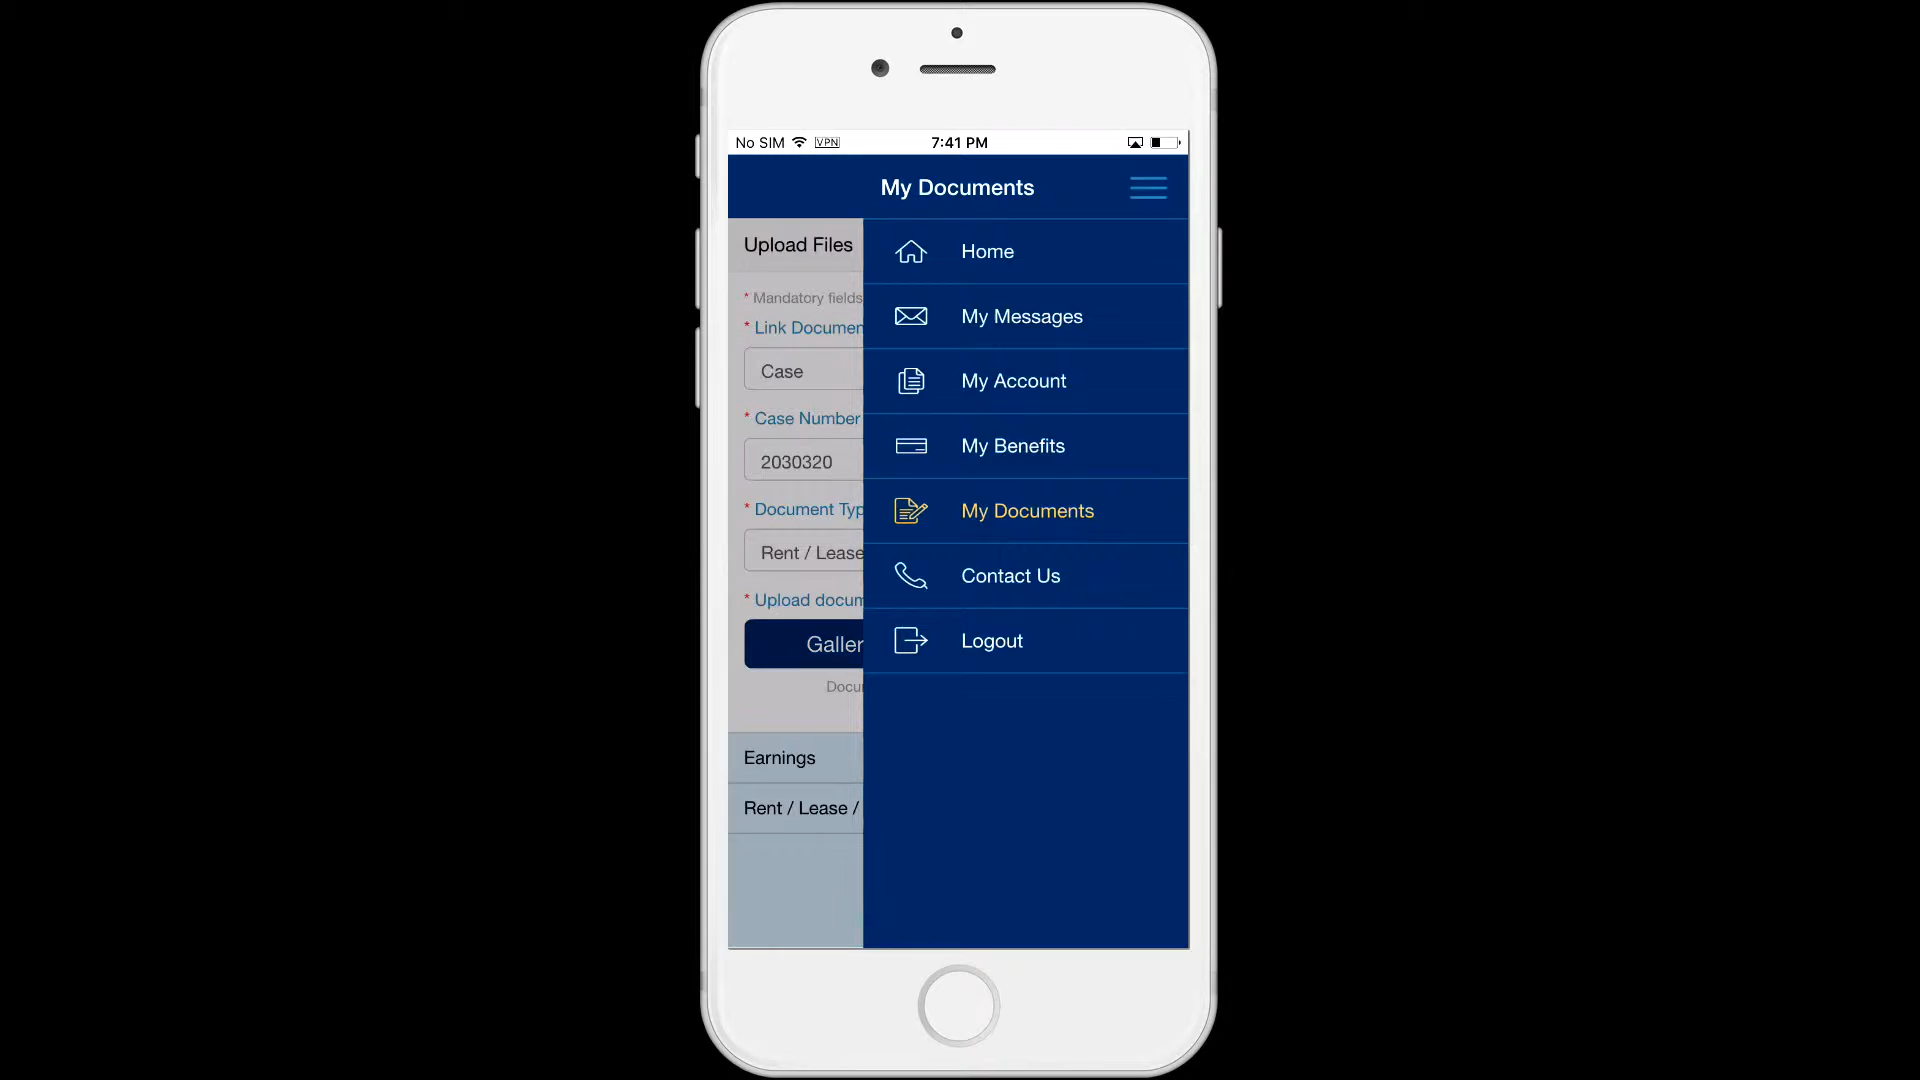 No SIM VPN 7:41 PM
My Documents
Upload Files
* Mandatory fields
* Link Documen
Case
* Case Number
2030320
* Document Typ
Rent / Lease
* Upload docum
Galler
Docu
Earnings
Rent / Lease /
Home
My Messages
My Account
My Benefits
My Documents
Contact Us
Logout